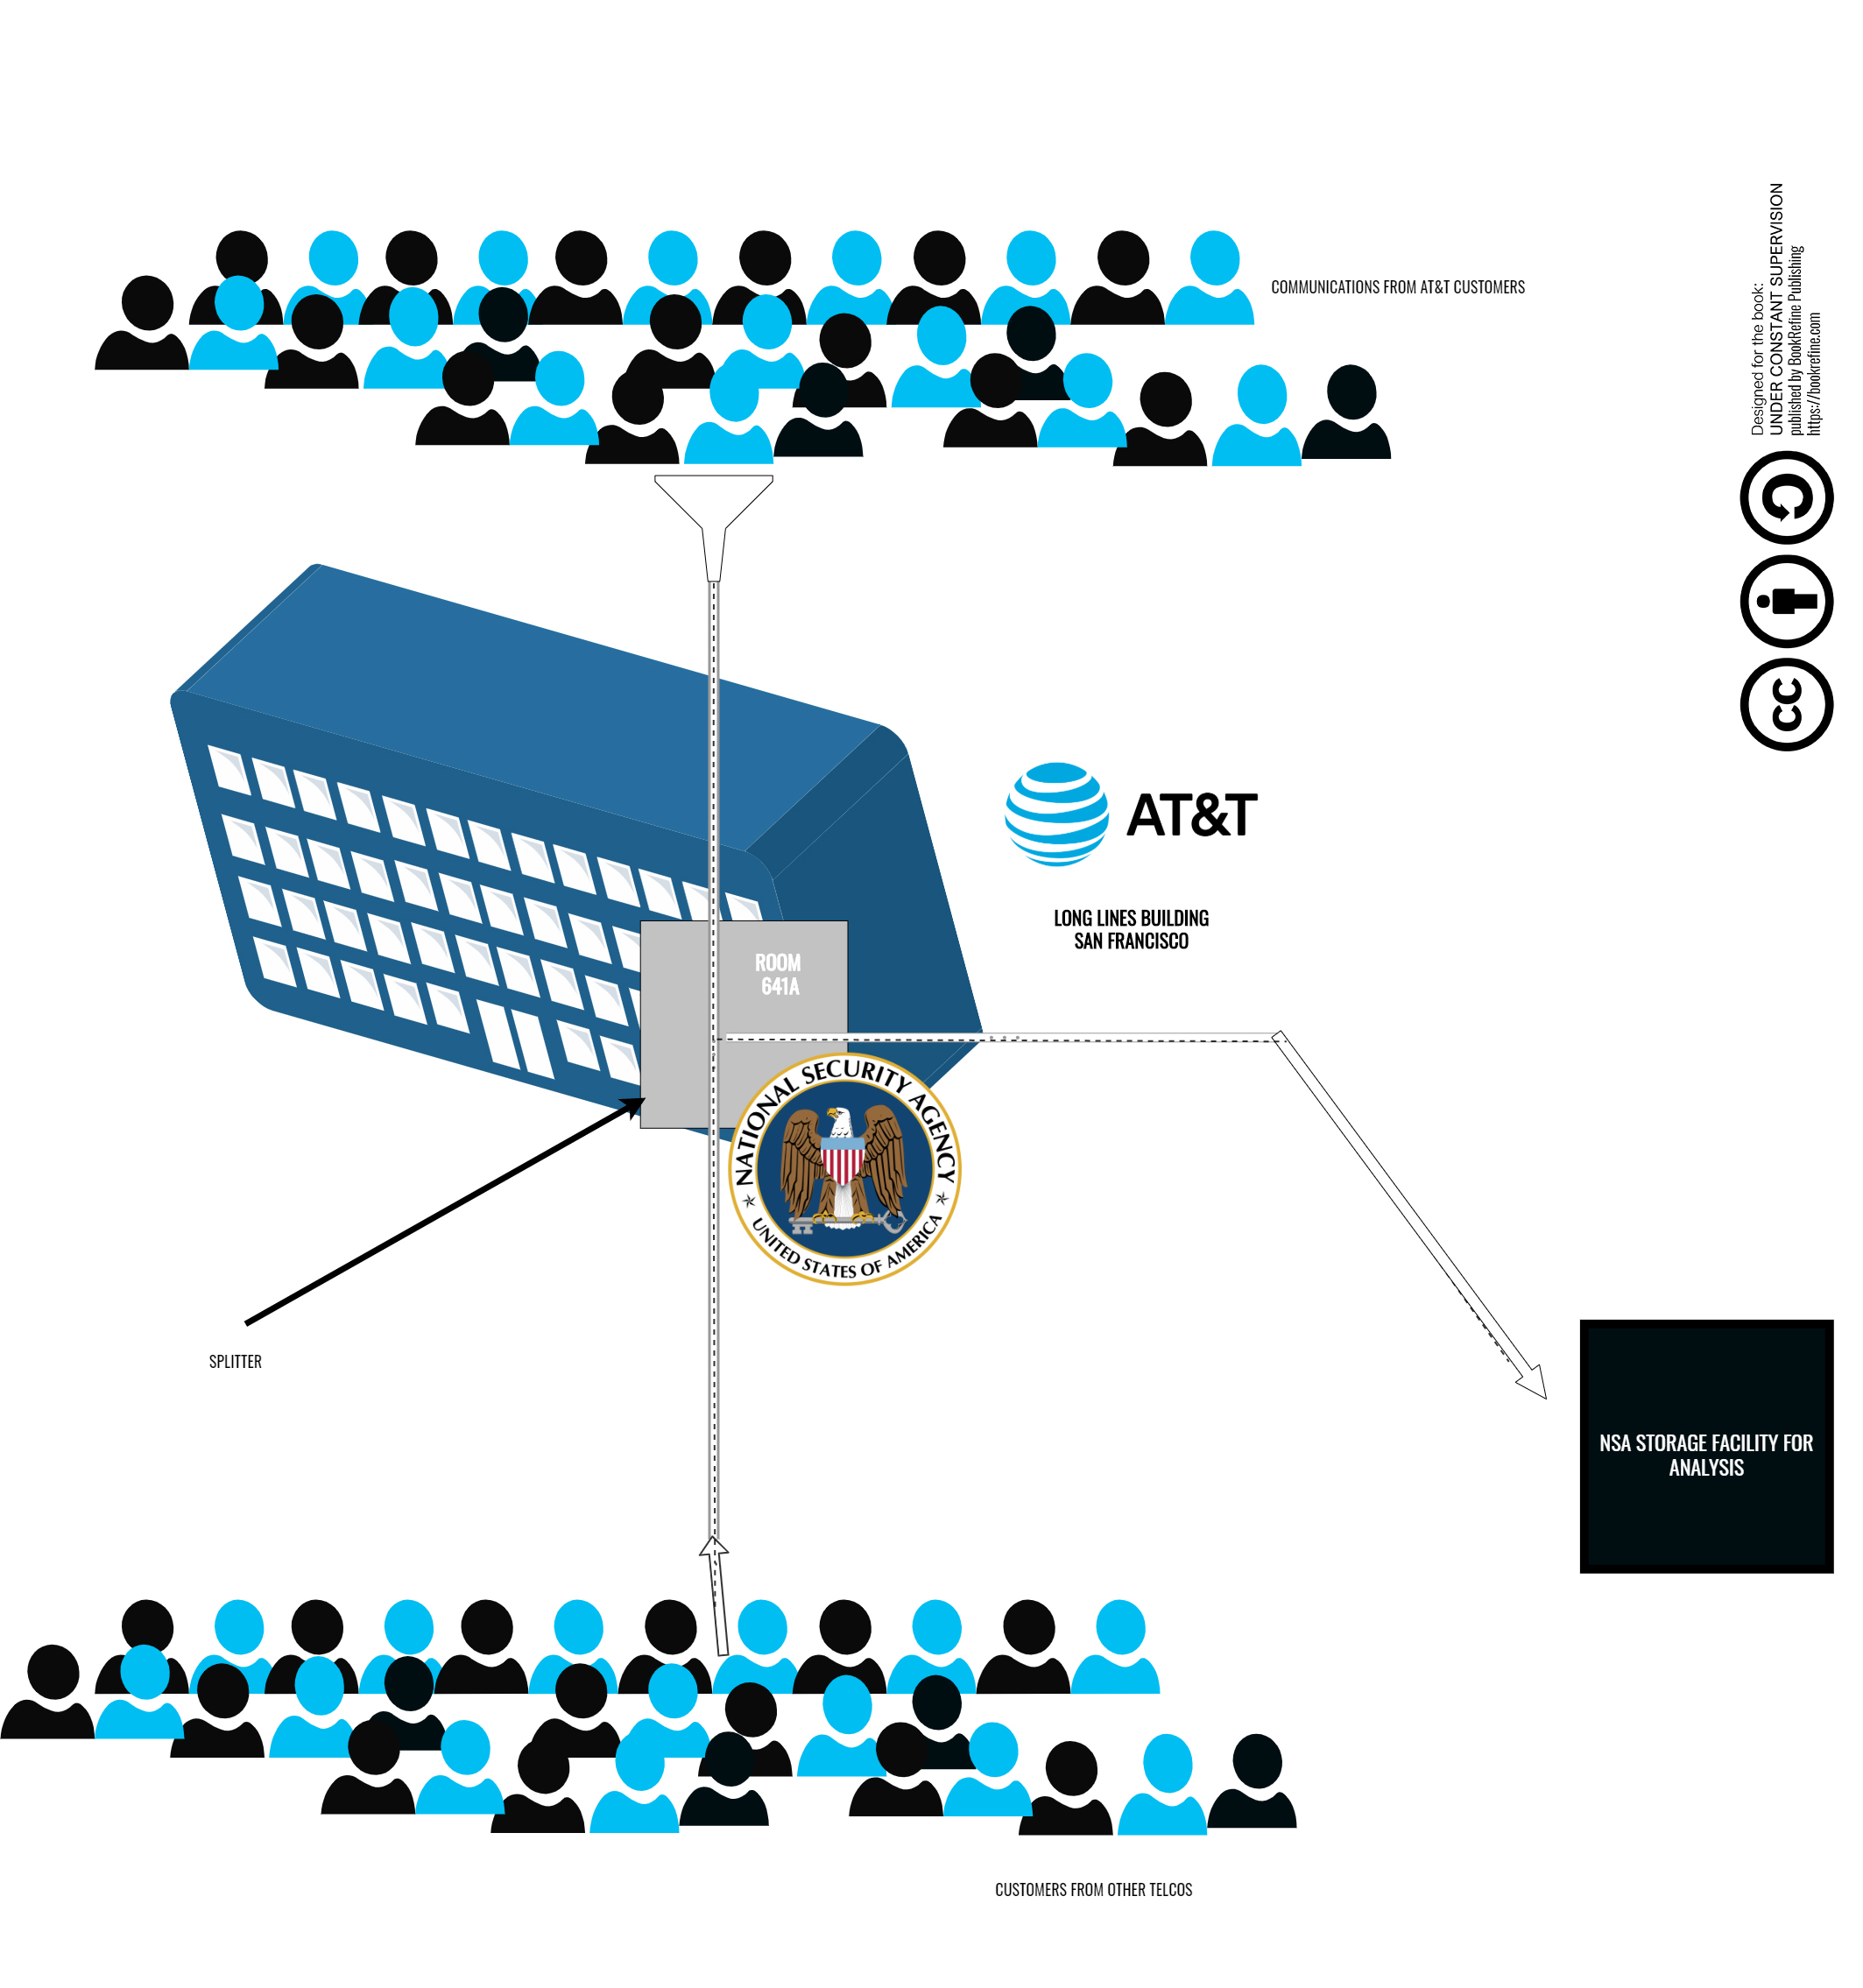 COMMUNICATIONS FROM AT&T CUSTOMERS
Designed for the book:
UNDER CONSTANT SUPERVISION
published by BookRefine Publishing
https://bookrefine.com
cc
AT&T
LONG LINES BUILDING
SAN FRANCISCO
ROOM
641A
NATIONAL SECURITY AGENCY
UNITED STATES OF AMERICA
SPLITTER
NSA STORAGE FACILITY FOR
ANALYSIS
CUSTOMERS FROM OTHER TELCOS